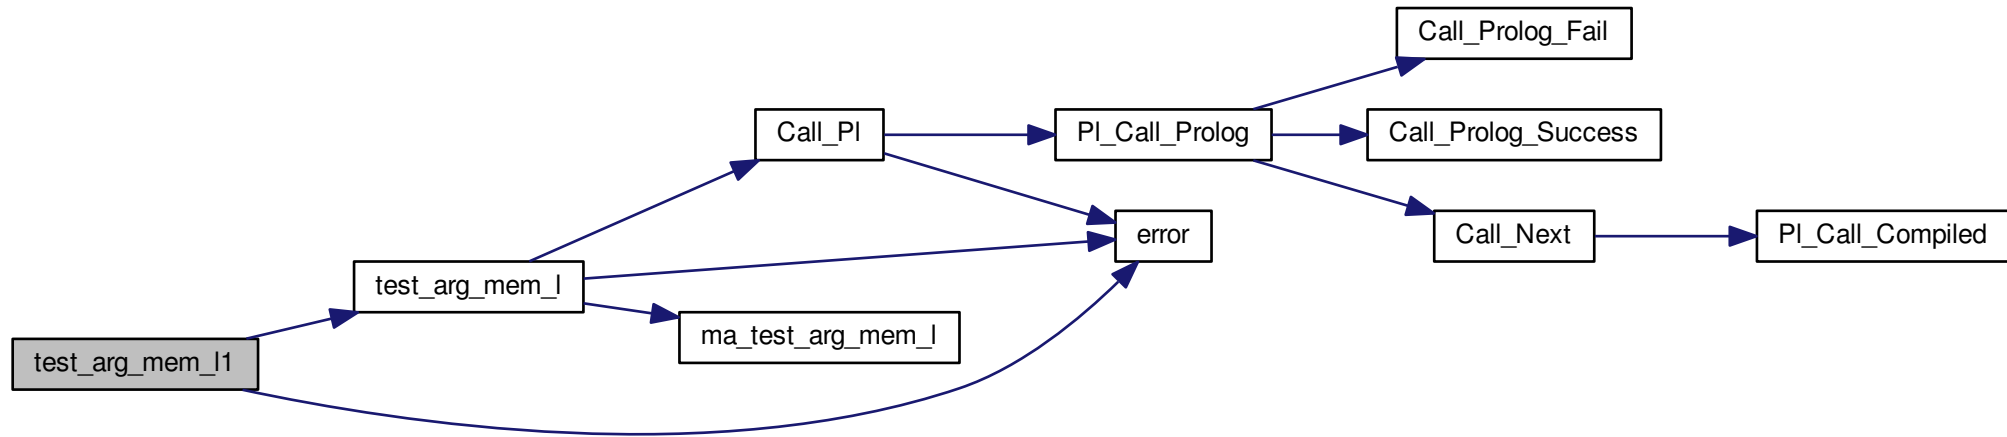 Call_Prolog_Fail
Call_Pl
Pl_Call_Prolog
Call_Prolog_Success
error
Call_Next
Pl_Call_Compiled
test_arg_mem_l
ma_test_arg_mem_l
test_arg_mem_l1